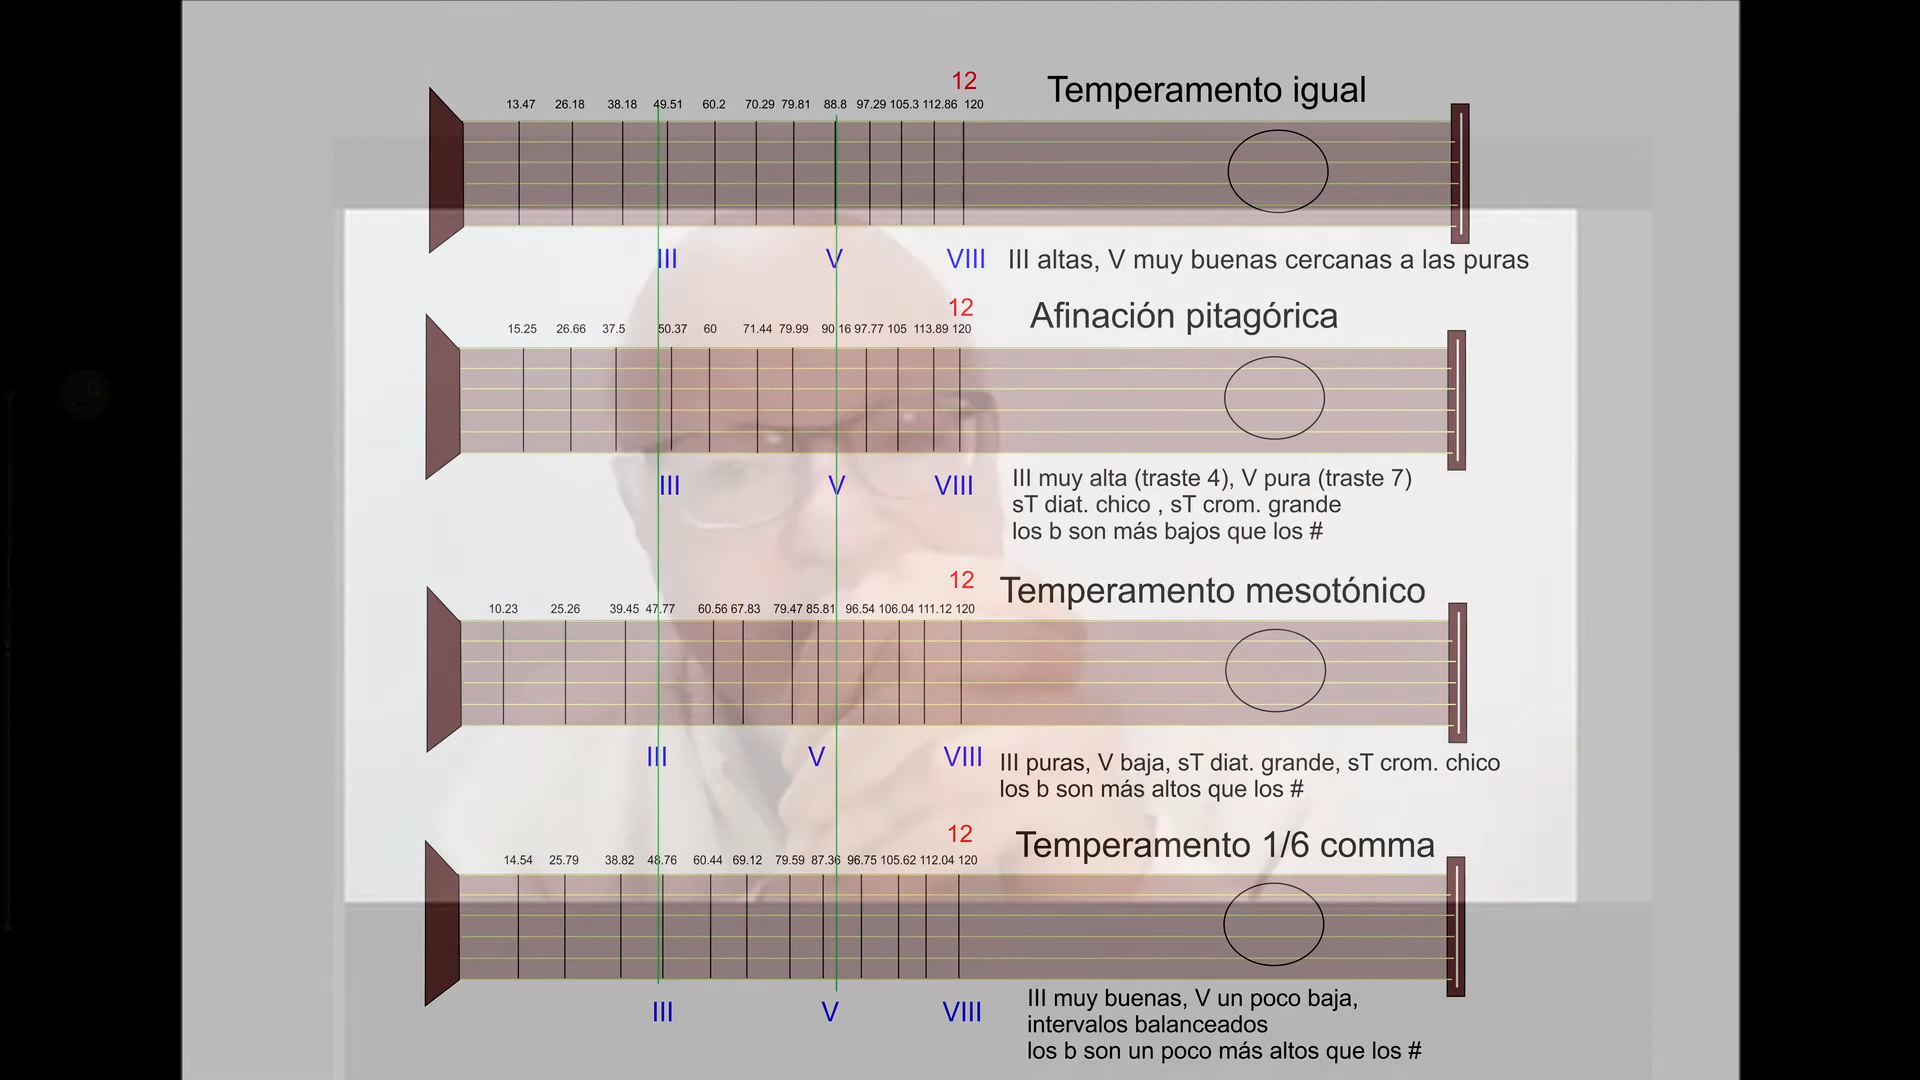 12
Temperamento igual
13.47 26.18 38.18 49.51 60.2 70.29 79.81 88.8 97.29 105.3 112.86 120
III V VIII
III altas, V muy buenas cercanas a las puras
12
Afinación pitagórica
15.25 26.66 37.5 50.37 60 71.44 79.99 90.16 97.77 105 113.89 120
III V VIII
III muy alta (traste 4), V pura (traste 7)
sT diat. chico , sT crom. grande
los b son más bajos que los #
12
Temperamento mesotónico
10.23 25.26 39.45 47.77 60.56 67.83 79.47 85.81 96.54 106.04 111.12 120
III V VIII
III puras, V baja, sT diat. grande, sT crom. chico
los b son más altos que los #
12
Temperamento 1/6 comma
14.54 25.79 38.82 48.76 60.44 69.12 79.59 87.36 96.75 105.62 112.04 120
III V VIII
III muy buenas, V un poco baja,
intervalos balanceados
los b son un poco más altos que los #